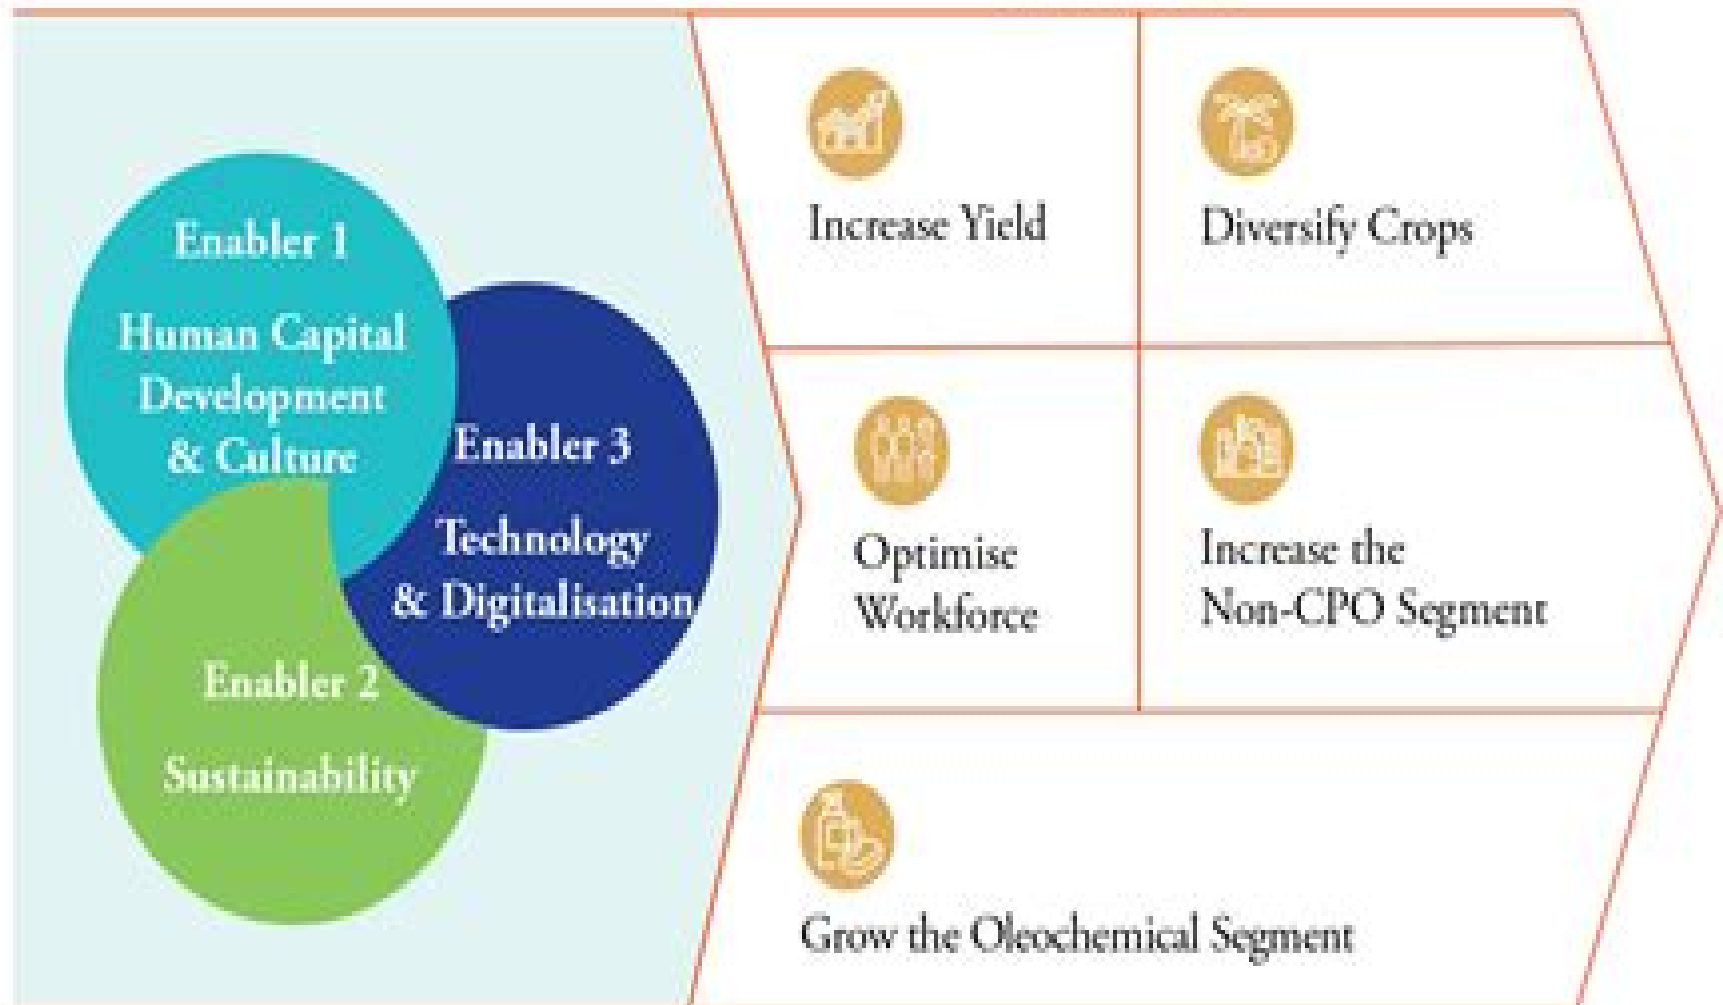 Enabler 1
Human Capital
Development
& Culture
Enabler 3
Technology
& Digitalisation
Enabler 2
Sustainability
Increase Yield
Diversify Crops
Optimise
Workforce
Increase the
Non-CPO Segment
Grow the Oleochemical Segment